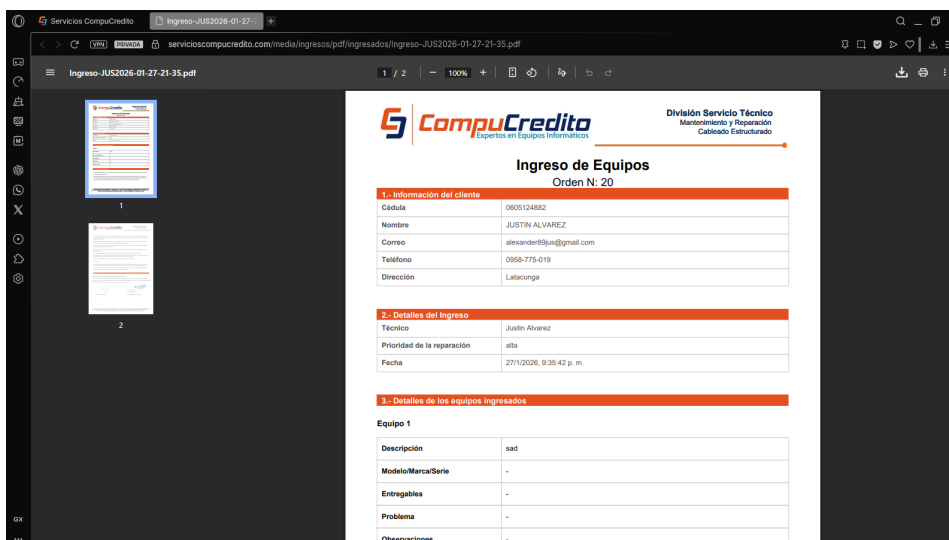 Servicios CompuCredito
Ingreso-JUS2026-01-27-2
VPN PRIVADA servicioscompucredito.com/media/ingresos/pdf/ingresados/Ingreso-JUS2026-01-27-21-35.pdf
Ingreso-JUS2026-01-27-21-35.pdf
1 / 2
100%
CompuCredito
Expertos en Equipos Informáticos
División Servicio Técnico
Mantenimiento y Reparación
Cableado Estructurado
Ingreso de Equipos
Orden N: 20
1.- Información del cliente
Cédula 0605124882
Nombre JUSTIN ALVAREZ
Correo alexander89jus@gmail.com
Teléfono 0958-775-019
Dirección Latacunga
2.- Detalles del Ingreso
Técnico Justin Alvarez
Prioridad de la reparación alta
Fecha 27/1/2026, 9:35:42 p. m.
3.- Detalles de los equipos ingresados
Equipo 1
Descripción sad
Modelo/Marca/Serie -
Entregables -
Problema -
Observaciones -
1
2
GX